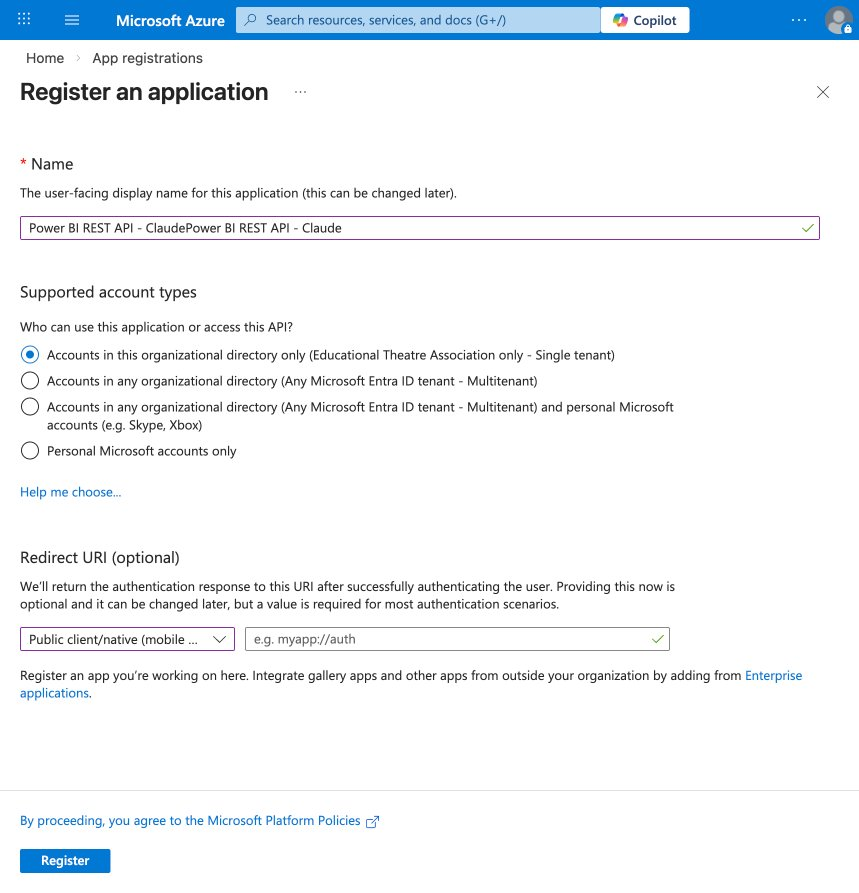 Microsoft Azure
Search resources, services, and docs (G+/)
Copilot
...
Home > App registrations
Register an application ...
* Name
The user-facing display name for this application (this can be changed later).
Power BI REST API - ClaudePower BI REST API - Claude
Supported account types
Who can use this application or access this API?
Accounts in this organizational directory only (Educational Theatre Association only - Single tenant)
Accounts in any organizational directory (Any Microsoft Entra ID tenant - Multitenant)
Accounts in any organizational directory (Any Microsoft Entra ID tenant - Multitenant) and personal Microsoft
accounts (e.g. Skype, Xbox)
Personal Microsoft accounts only
Help me choose...
Redirect URI (optional)
We'll return the authentication response to this URI after successfully authenticating the user. Providing this now is
optional and it can be changed later, but a value is required for most authentication scenarios.
Public client/native (mobile ...
e.g. myapp://auth
Register an app you're working on here. Integrate gallery apps and other apps from outside your organization by adding from Enterprise
applications.
By proceeding, you agree to the Microsoft Platform Policies
Register